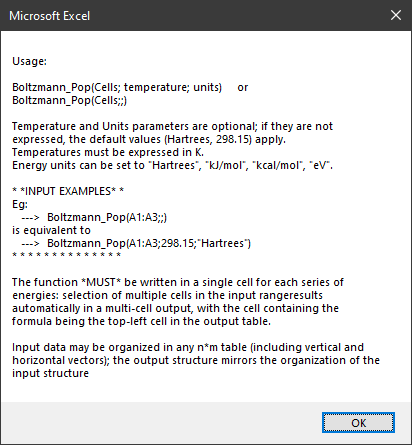 Microsoft Excel
Usage:
Boltzmann_Pop(Cells; temperature; units) or
Boltzmann_Pop(Cells;;)
Temperature and Units parameters are optional; if they are not
expressed, the default values (Hartrees, 298.15) apply.
Temperatures must be expressed in K.
Energy units can be set to "Hartrees", "kJ/mol", "kcal/mol", "eV".
* *INPUT EXAMPLES* *
Eg:
---> Boltzmann_Pop(A1:A3;;)
is equivalent to
---> Boltzmann_Pop(A1:A3;298.15;"Hartrees")
* * * * * * * * * * * * * *
The function *MUST* be written in a single cell for each series of
energies: selection of multiple cells in the input rangeresults
automatically in a multi-cell output, with the cell containing the
formula being the top-left cell in the output table.
Input data may be organized in any n*m table (including vertical and
horizontal vectors); the output structure mirrors the organization of the
input structure
OK